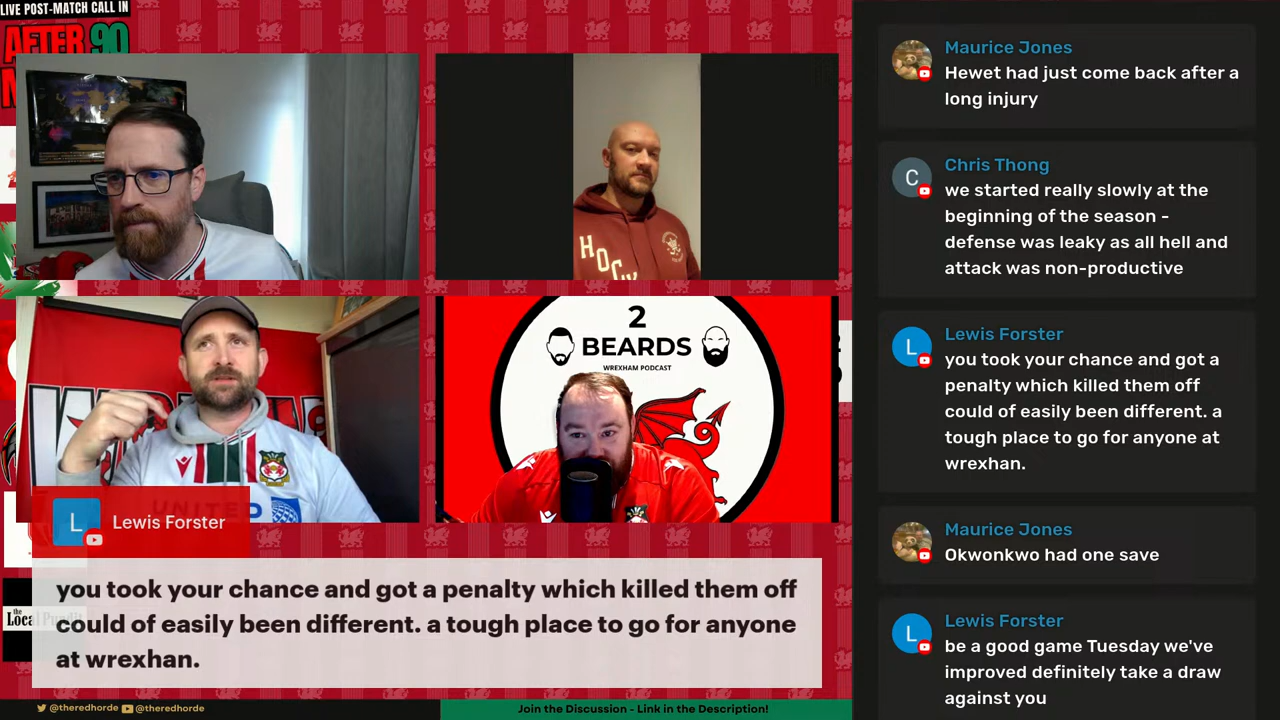 LIVE POST-MATCH CALL IN
AFTER 90
2
BEARDS
WREXHAM PODCAST
UNITED
L
Lewis Forster
you took your chance and got a penalty which killed them off
could of easily been different. a tough place to go for anyone
at wrexhan.
the
Local Pundit
@theredhorde
@theredhorde
Join the Discussion - Link in the Description!
Maurice Jones
Hewet had just come back after a
long injury
C
Chris Thong
we started really slowly at the
beginning of the season -
defense was leaky as all hell and
attack was non-productive
L
Lewis Forster
you took your chance and got a
penalty which killed them off
could of easily been different. a
tough place to go for anyone at
wrexhan.
Maurice Jones
Okwonkwo had one save
L
Lewis Forster
be a good game Tuesday we've
improved definitely take a draw
against you